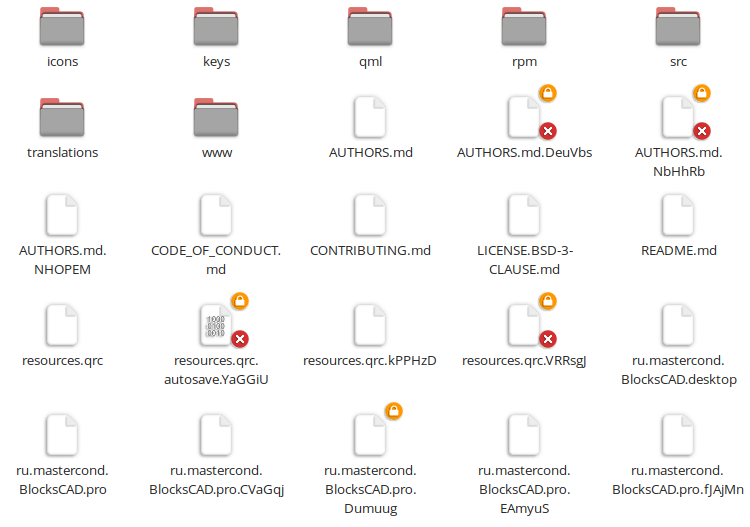 icons
keys
qml
rpm
src
translations
www
AUTHORS.md
AUTHORS.md.DeuVbs
AUTHORS.md.
NbHhRb
AUTHORS.md.
NHOPEM
CODE_OF_CONDUCT.
md
CONTRIBUTING.md
LICENSE.BSD-3-
CLAUSE.md
README.md
resources.qrc
1000
0100
0010
resources.qrc.
autosave.YaGGiU
resources.qrc.kPPHzD
resources.qrc.VRRsgJ
ru.mastercond.
BlocksCAD.desktop
ru.mastercond.
BlocksCAD.pro
ru.mastercond.
BlocksCAD.pro.CVaGqj
ru.mastercond.
BlocksCAD.pro.
Dumuug
ru.mastercond.
BlocksCAD.pro.
EAmyuS
ru.mastercond.
BlocksCAD.pro.fJAjMn